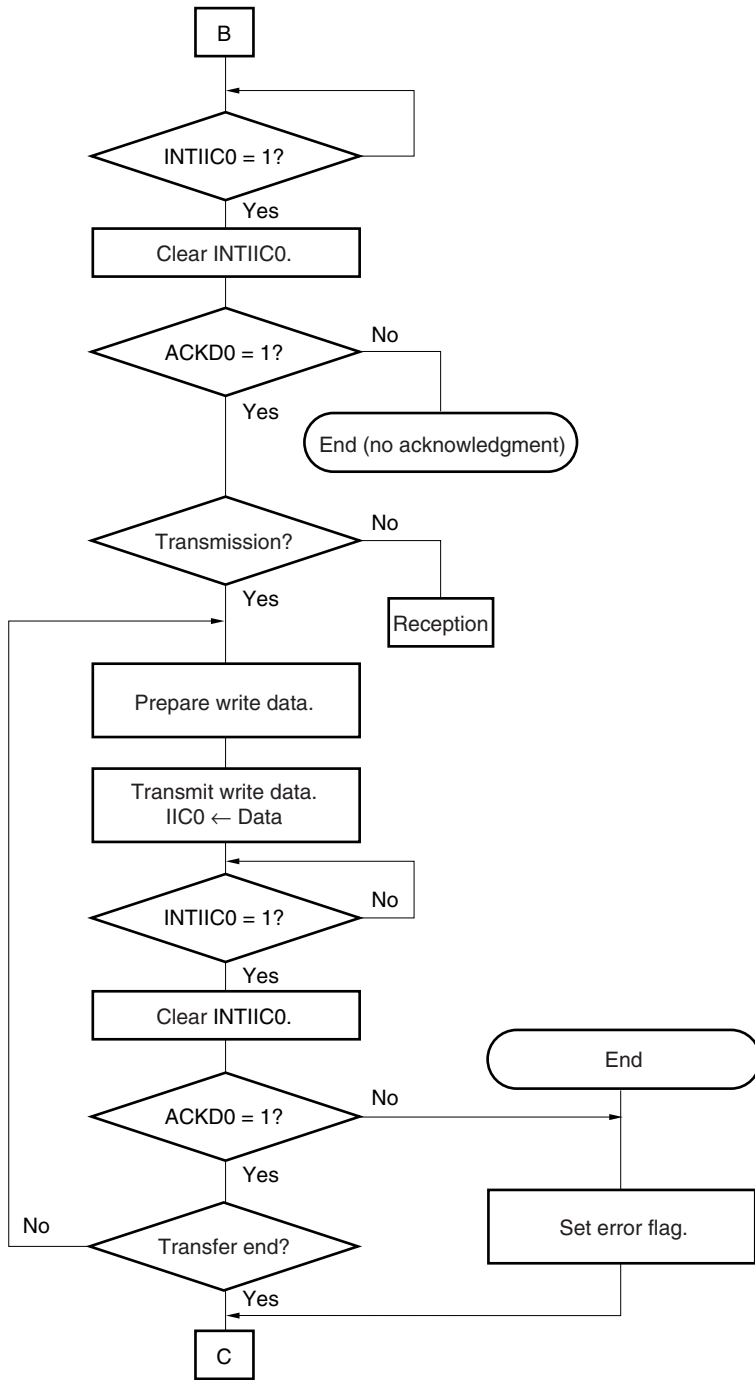 B
INTIIC0 = 1?
Yes
Clear INTIIC0.
ACKD0 = 1?
No
Yes
End (no acknowledgment)
Transmission?
No
Yes
Reception
Prepare write data.
Transmit write data.
IIC0 ← Data
INTIIC0 = 1?
No
Yes
Clear INTIIC0.
End
ACKD0 = 1?
No
Yes
Set error flag.
Transfer end?
No
Yes
C